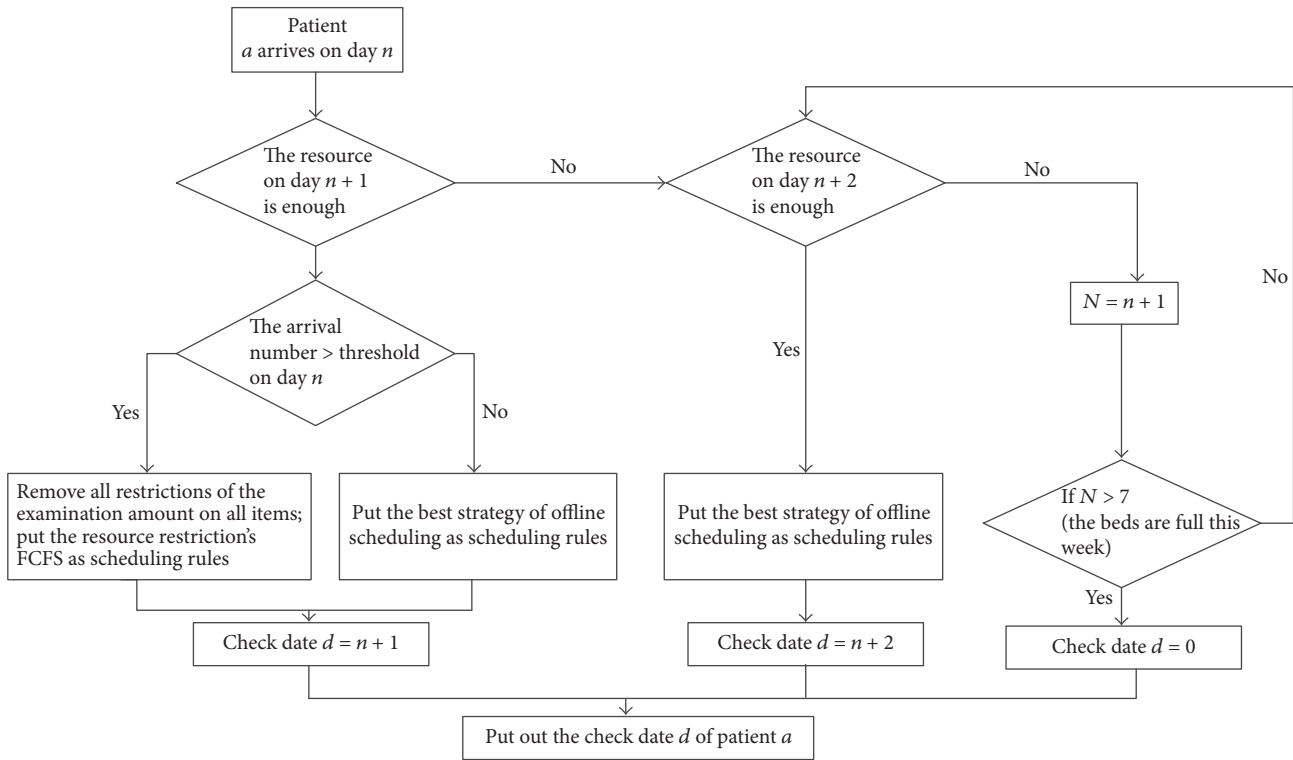 Patient
a arrives on day n
The resource
on day n + 1
is enough
No
The resource
on day n + 2
is enough
No
No
N = n + 1
The arrival
number > threshold
on day n
Yes
No
Yes
Remove all restrictions of the
examination amount on all items;
put the resource restriction's
FCFS as scheduling rules
Put the best strategy of offline
scheduling as scheduling rules
Put the best strategy of offline
scheduling as scheduling rules
If N > 7
(the beds are full this
week)
Yes
Check date d = n + 1
Check date d = n + 2
Check date d = 0
Put out the check date d of patient a